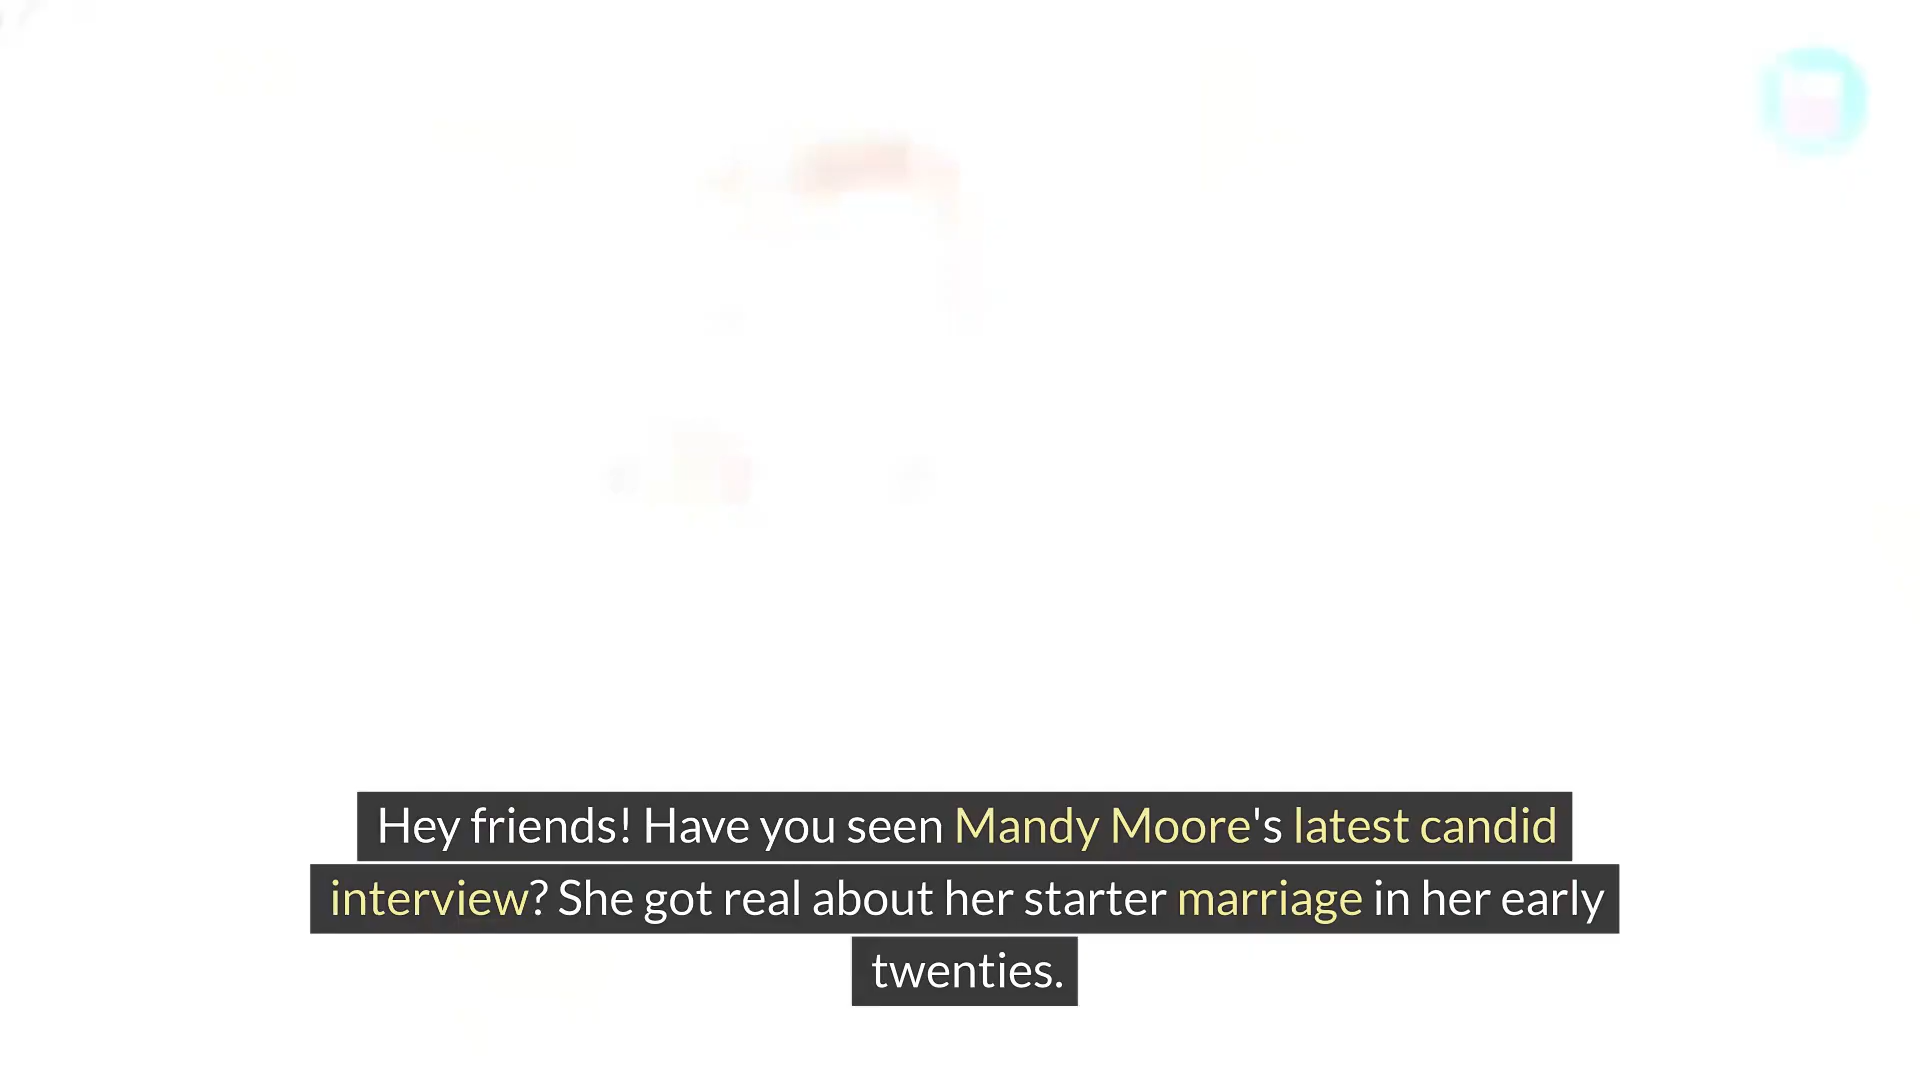 Hey friends! Have you seen Mandy Moore's latest candid
interview? She got real about her starter marriage in her early
twenties.